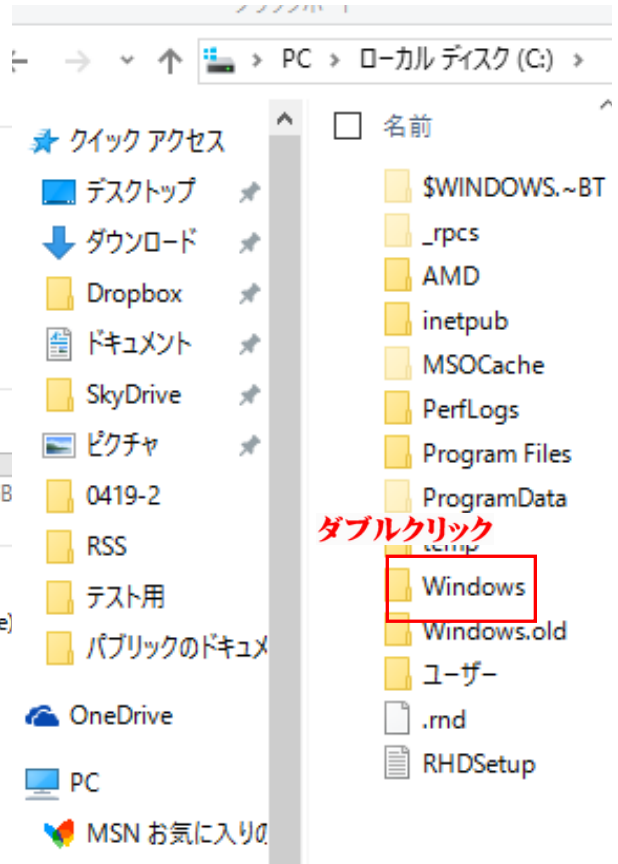 PC > ローカル ディスク (C:) >
クイック アクセス
デスクトップ
ダウンロード
Dropbox
ドキュメント
SkyDrive
ピクチャ
0419-2
RSS
テスト用
パブリックのドキュメ
OneDrive
PC
MSN お気に入りの
名前
$WINDOWS.~BT
_rpcs
AMD
inetpub
MSOCache
PerfLogs
Program Files
ProgramData
ダブルクリック
temp
Windows
Windows.old
ユーザー
.rnd
RHDSetup